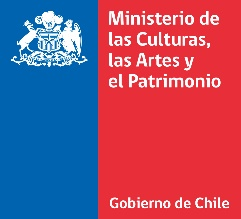 Ministerio de
las Culturas,
las Artes y
el Patrimonio
Gobierno de Chile